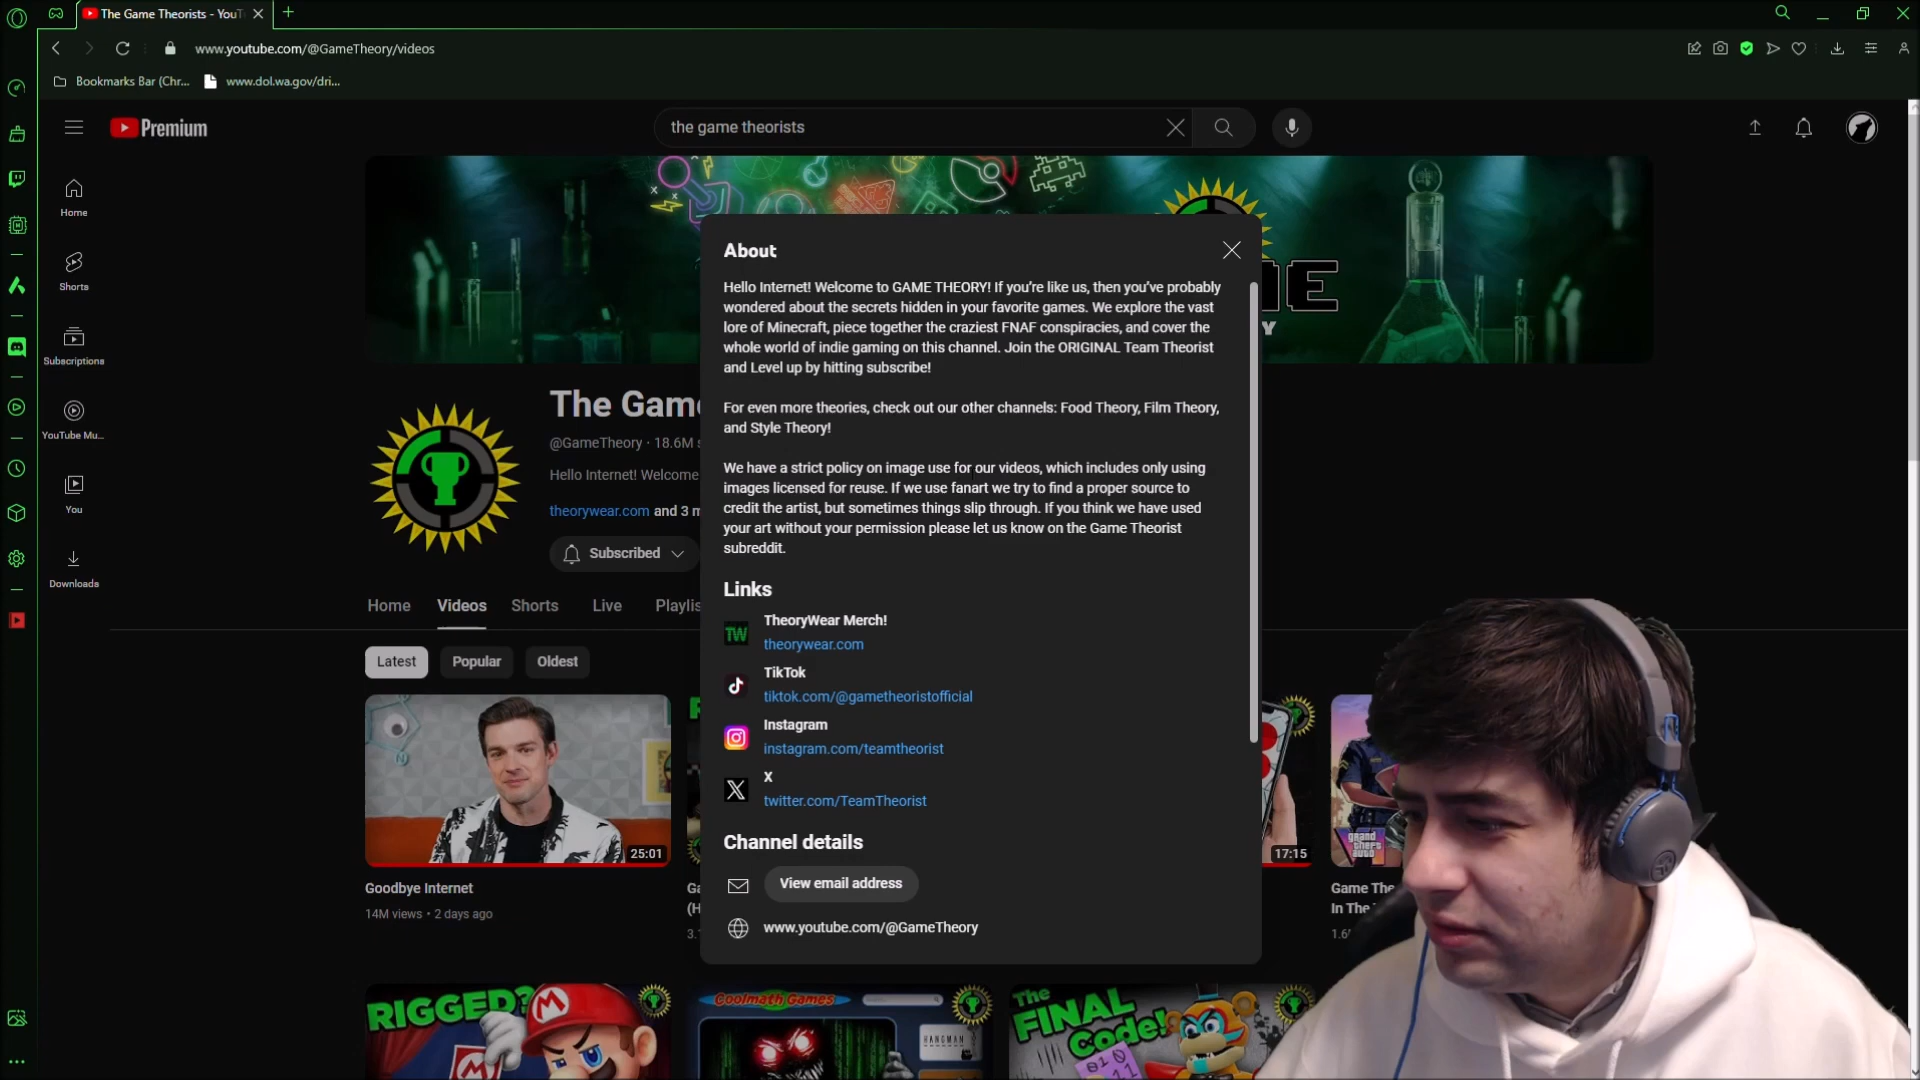 The Game Theorists - YouT
www.youtube.com/@GameTheory/videos
Bookmarks Bar (Chr...
www.dol.wa.gov/dri...
Premium
the game theorists
Home
Shorts
Subscriptions
YouTube Mu...
You
Downloads
The Gam
@GameTheory · 18.6M s
Hello Internet! Welcome
theorywear.com and 3 m
Subscribed
Home
Videos
Shorts
Live
Playlis
Latest
Popular
Oldest
About
Hello Internet! Welcome to GAME THEORY! If you're like us, then you've probably
wondered about the secrets hidden in your favorite games. We explore the vast
lore of Minecraft, piece together the craziest FNAF conspiracies, and cover the
whole world of indie gaming on this channel. Join the ORIGINAL Team Theorist
and Level up by hitting subscribe!
For even more theories, check out our other channels: Food Theory, Film Theory,
and Style Theory!
We have a strict policy on image use for our videos, which includes only using
images licensed for reuse. If we use fanart we try to find a proper source to
credit the artist, but sometimes things slip through. If you think we have used
your art without your permission please let us know on the Game Theorist
subreddit.
Links
TW
TheoryWear Merch!
theorywear.com
TikTok
tiktok.com/@gametheoristofficial
Instagram
instagram.com/teamtheorist
X
twitter.com/TeamTheorist
Channel details
View email address
www.youtube.com/@GameTheory
25:01
Goodbye Internet
14M views • 2 days ago
17:15
grand
theft
auto
Game The
In The
1.6
RIGGED?
M
Coolmath Games
HANGMAN
The
FINAL
Code!